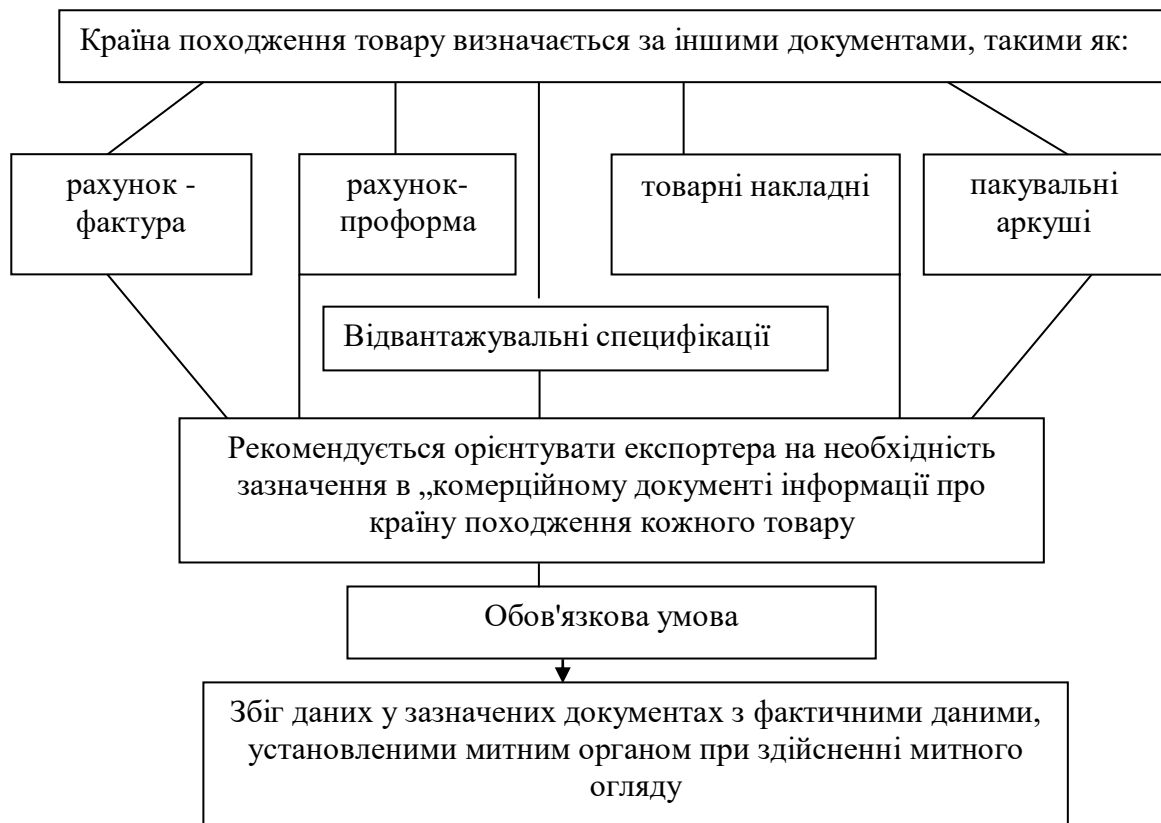 Країна походження товару визначається за іншими документами, такими як:
рахунок -
фактура
рахунок-
проформа
товарні накладні
пакувальні
аркуші
Відвантажувальні специфікації
Рекомендується орієнтувати експортера на необхідність
зазначення в „комерційному документі інформації про
країну походження кожного товару
Обов'язкова умова
Збіг даних у зазначених документах з фактичними даними,
установленими митним органом при здійсненні митного
огляду